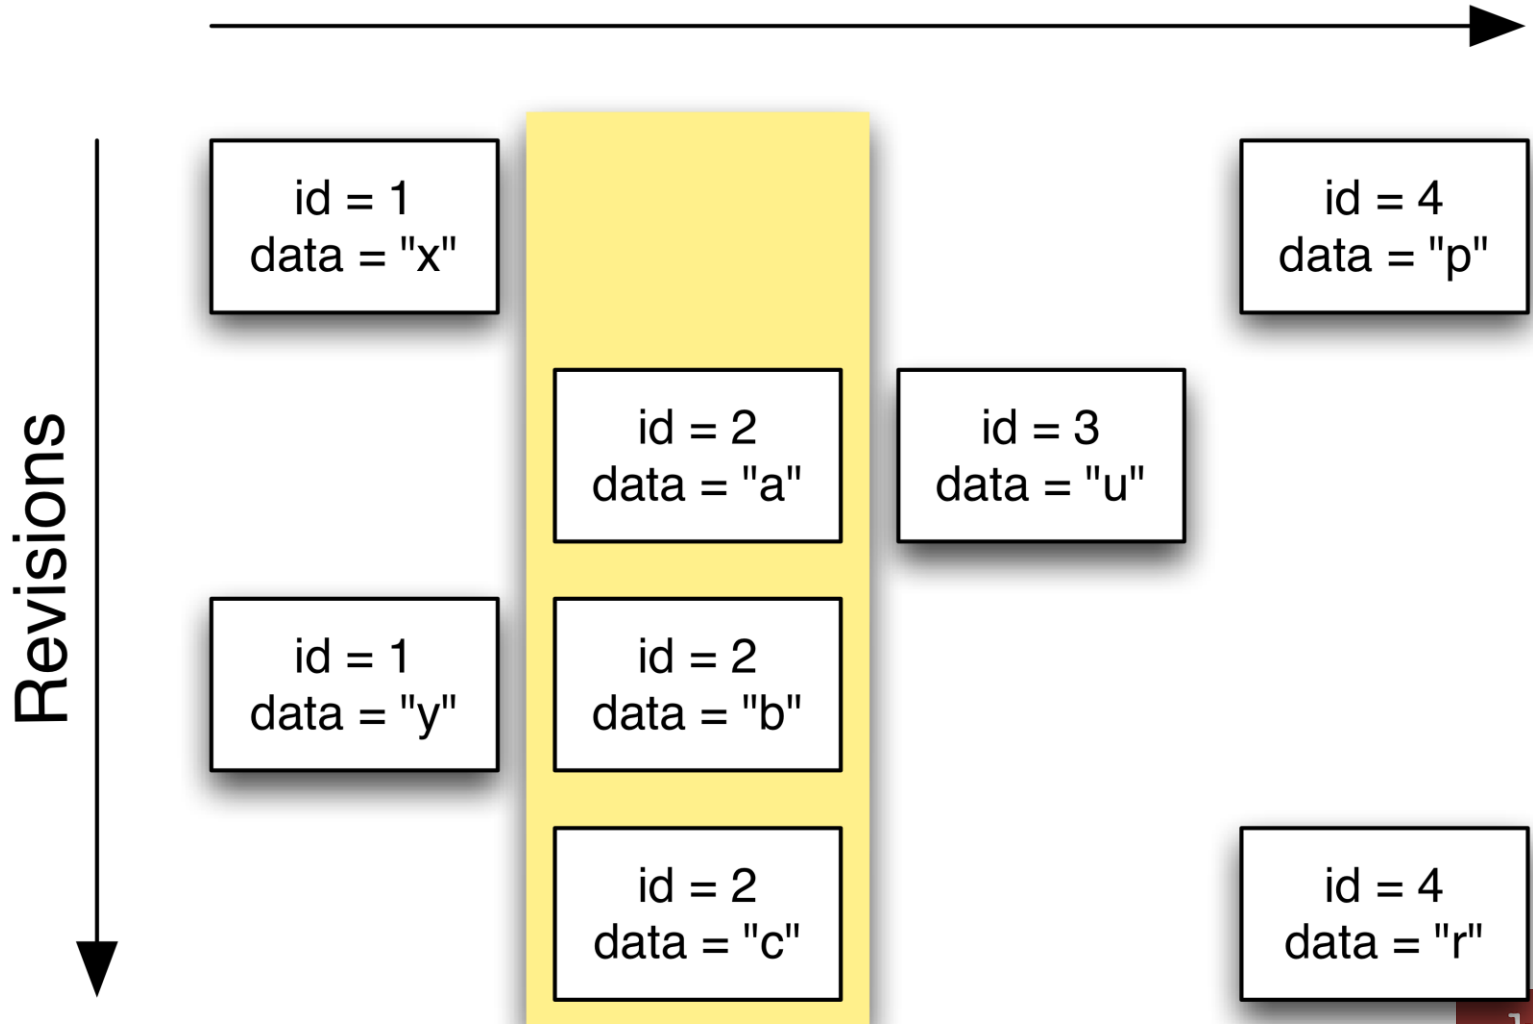 id = 1
data = "x"
id = 4
data = "p"
id = 2
data = "a"
id = 3
data = "u"
Revisions
id = 1
data = "y"
id = 2
data = "b"
id = 2
data = "c"
id = 4
data = "r"